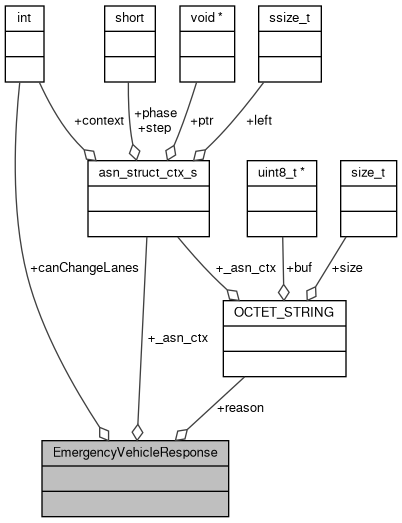 int
short
void *
ssize_t
+context
+phase
+step
+ptr
+left
asn_struct_ctx_s
uint8_t *
size_t
+canChangeLanes
+_asn_ctx
+buf
+size
OCTET_STRING
+_asn_ctx
+reason
EmergencyVehicleResponse